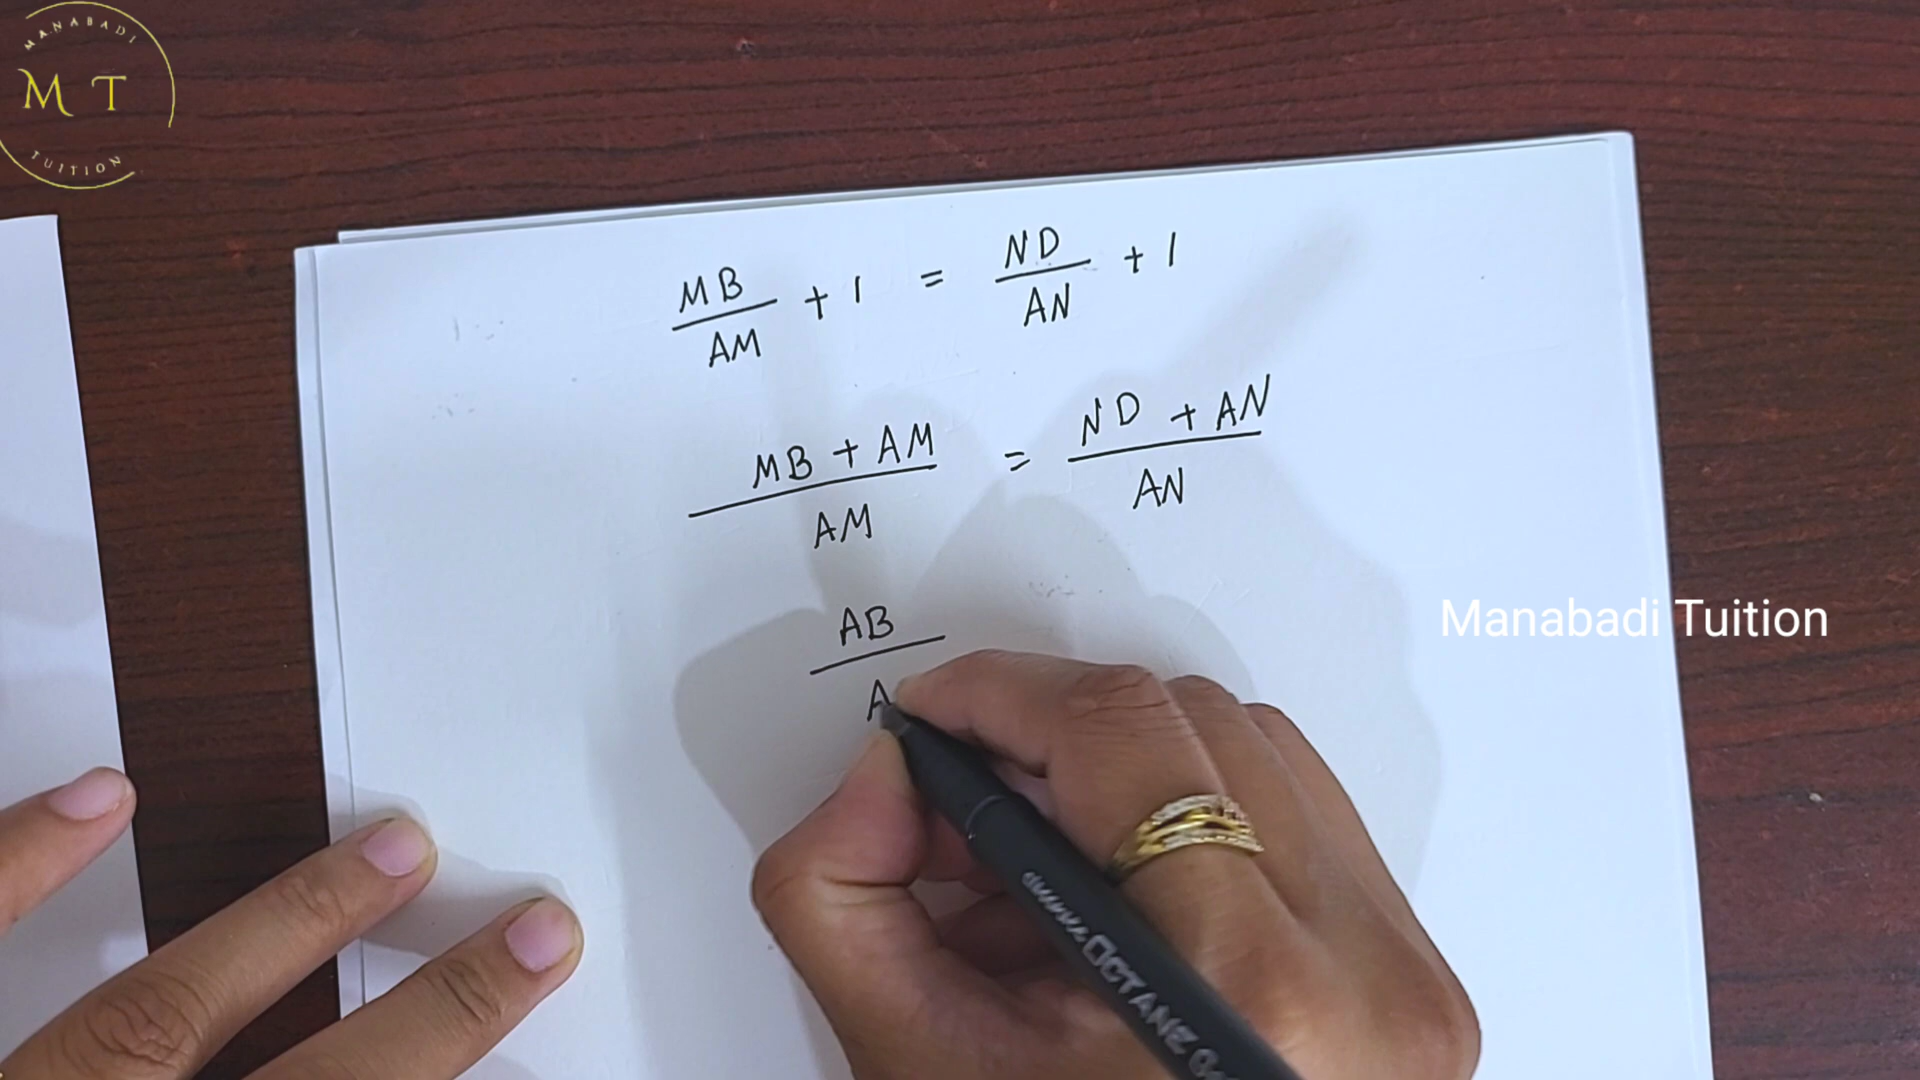 MANABADI
M T
TUITION
MB/AM + 1 = ND/AN + 1
MB + AM/AM = ND + AN/AN
AB/A
Manabadi Tuition
OCTANE